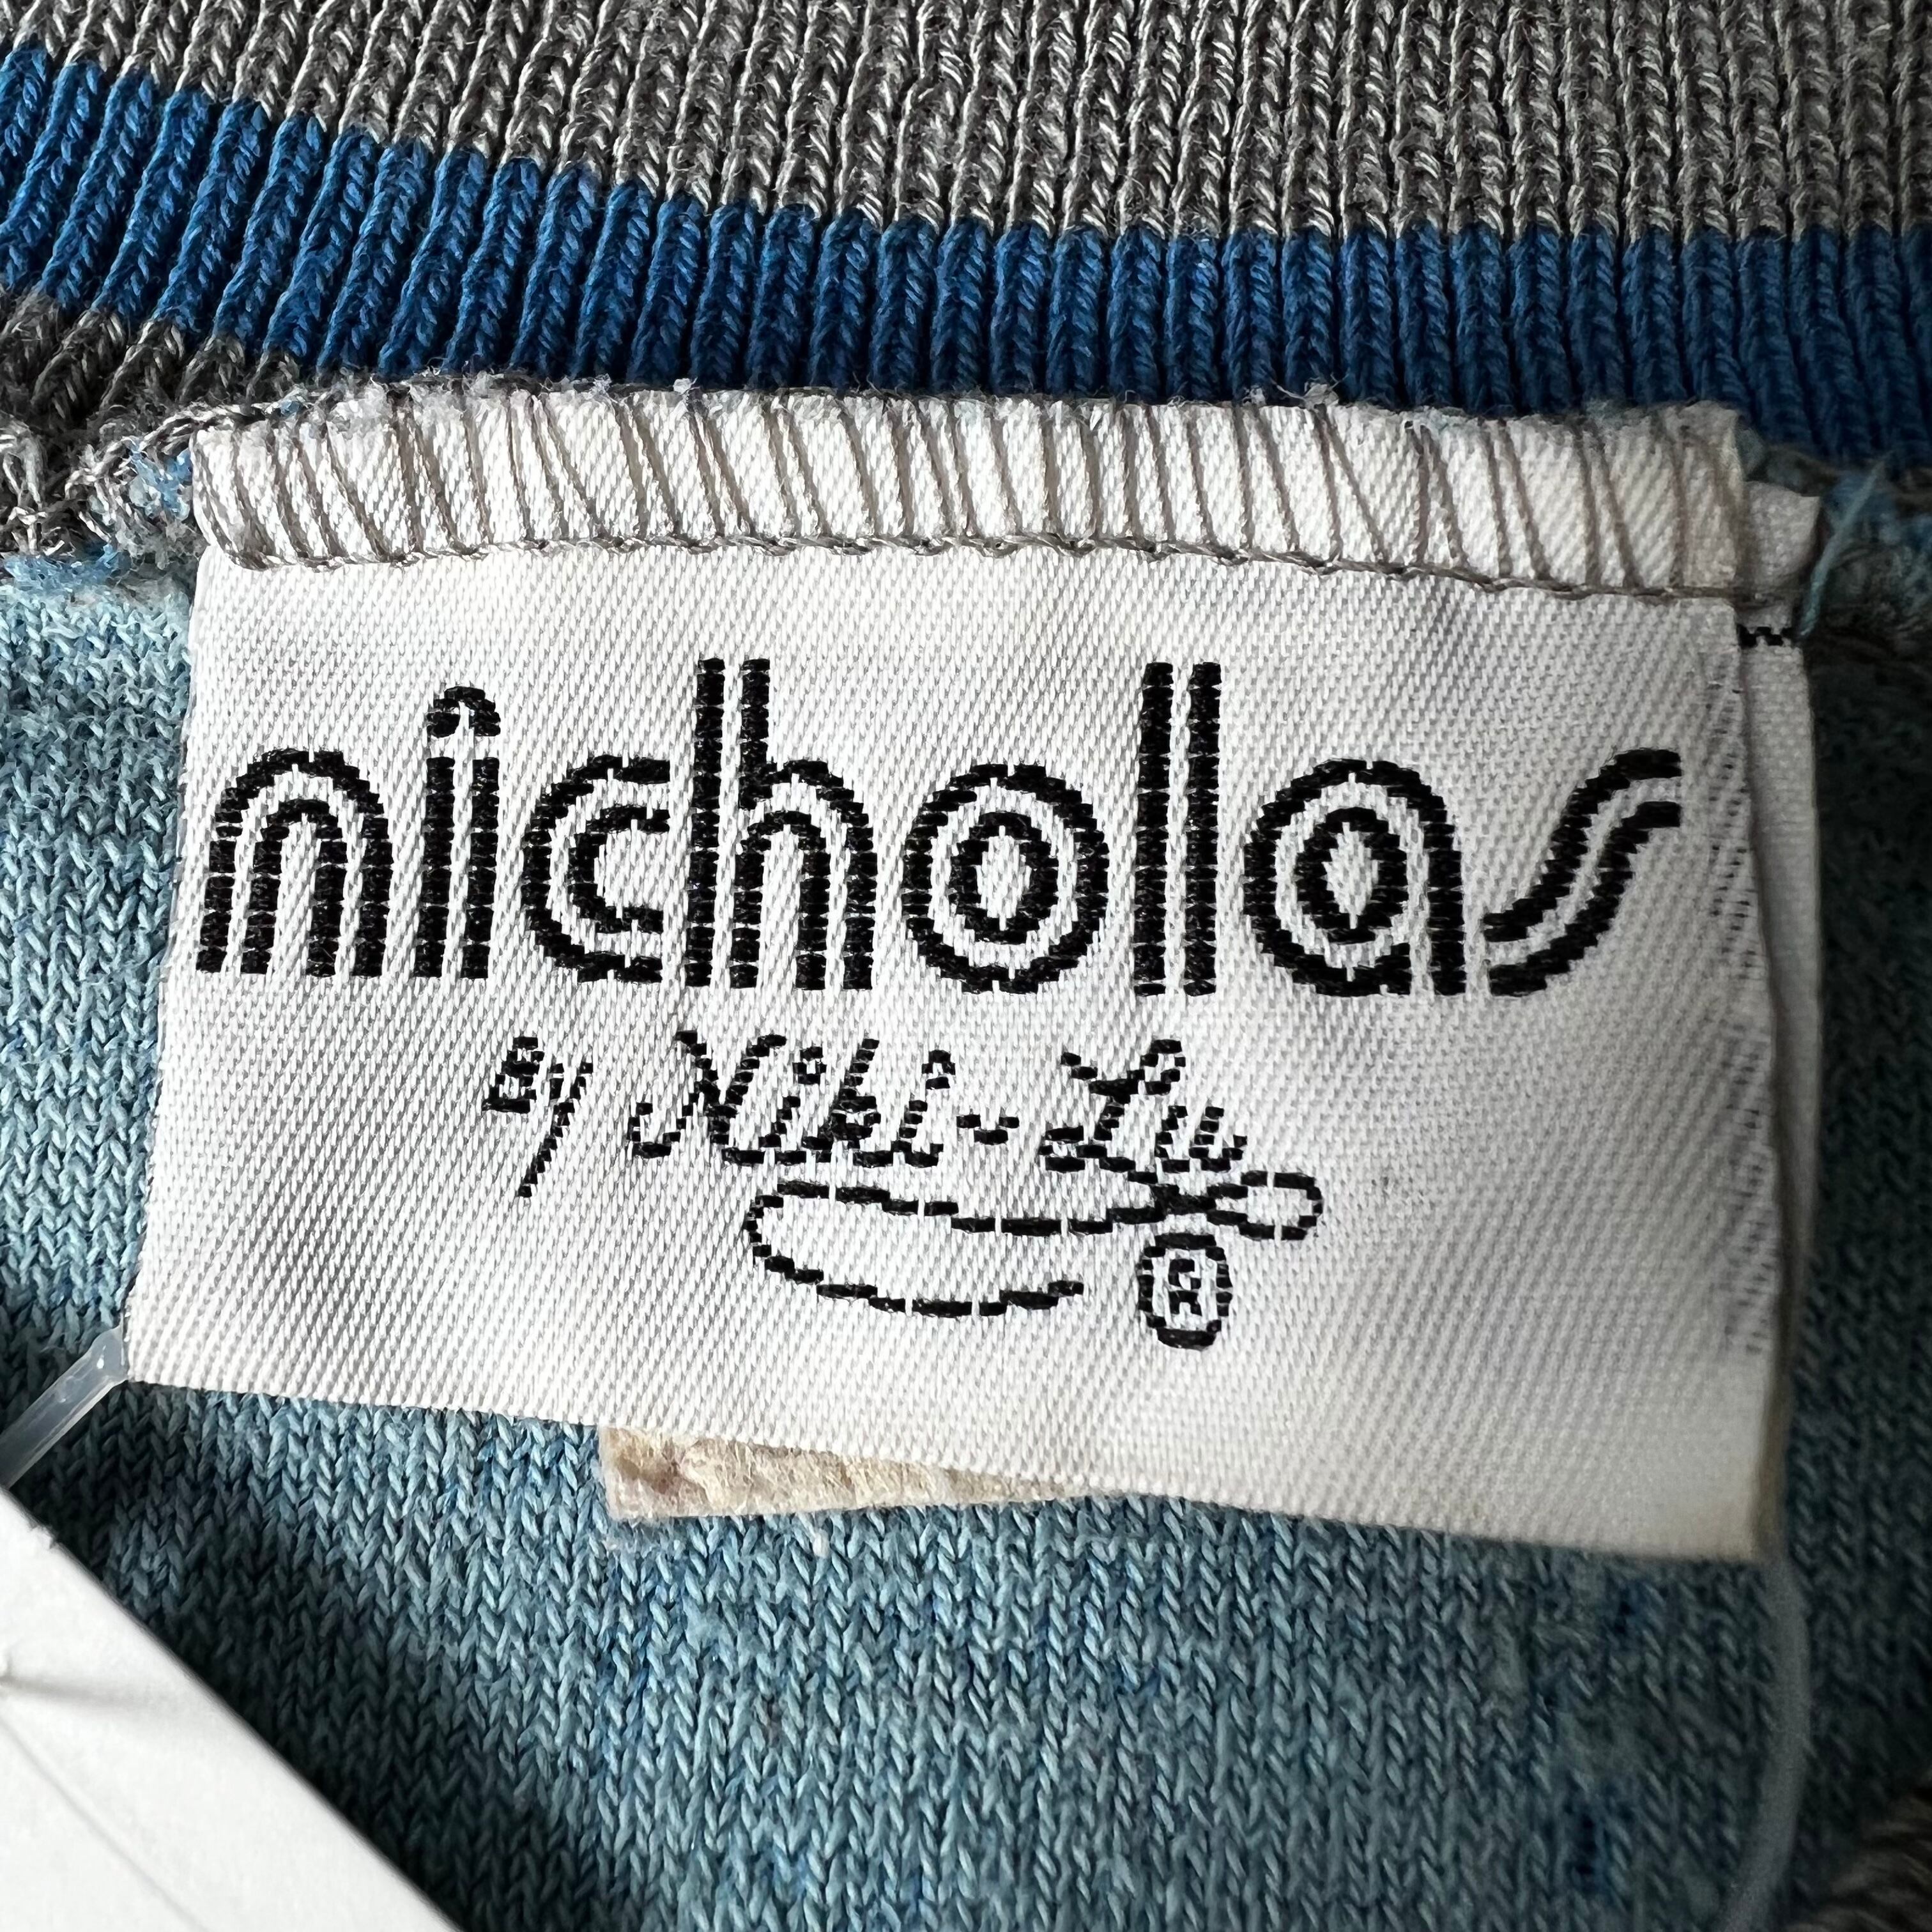 nicholas
By Niki-Lu
®